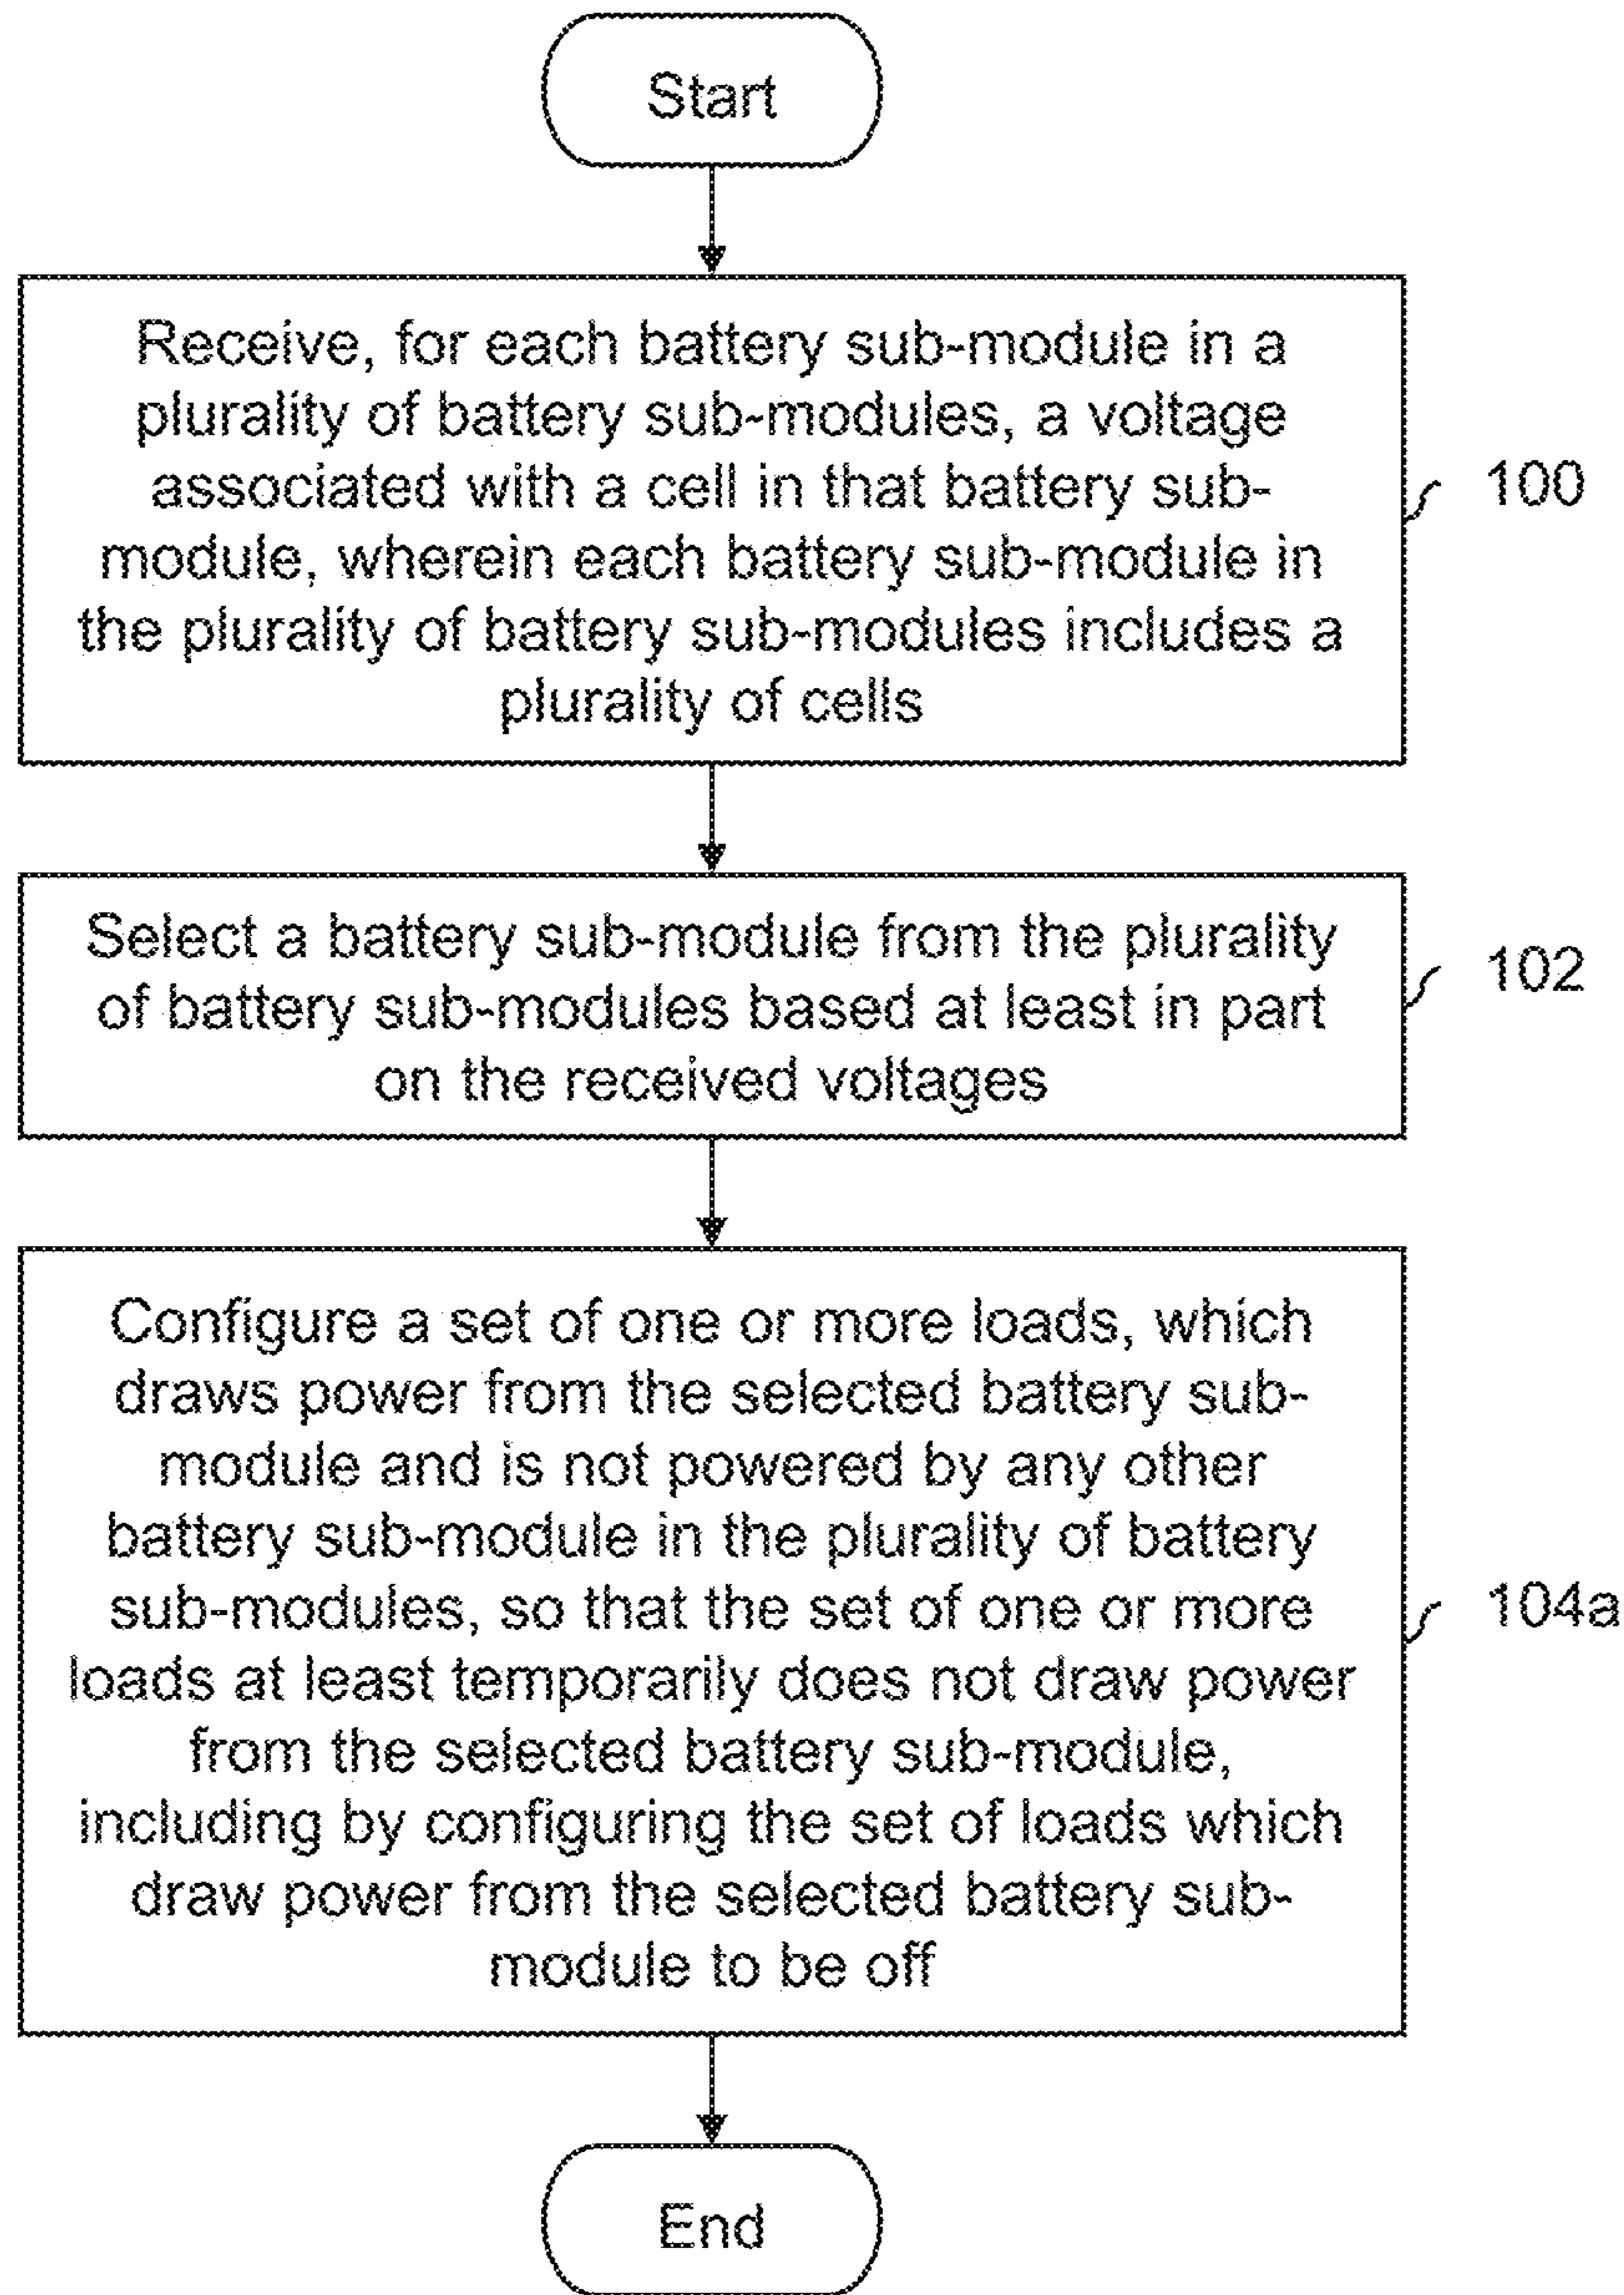 Start
Receive, for each battery sub-module in a
plurality of battery sub-modules, a voltage
associated with a cell in that battery sub-
module, wherein each battery sub-module in
the plurality of battery sub-modules includes a
plurality of cells
100
Select a battery sub-module from the plurality
of battery sub-modules based at least in part
on the received voltages
102
Configure a set of one or more loads, which
draws power from the selected battery sub-
module and is not powered by any other
battery sub-module in the plurality of battery
sub-modules, so that the set of one or more
loads at least temporarily does not draw power
from the selected battery sub-module,
including by configuring the set of loads which
draw power from the selected battery sub-
module to be off
104a
End